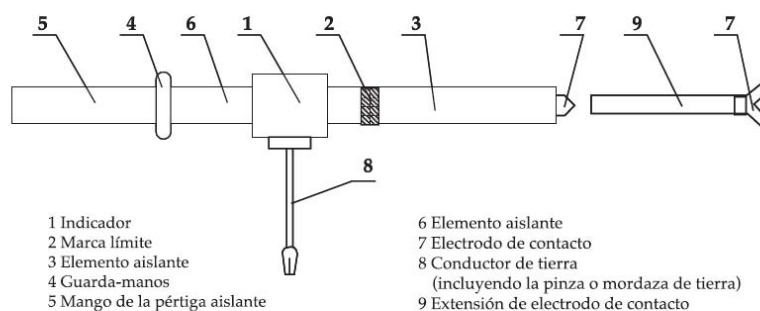 5 4 6 1 2 3 7 9 7
8
1 Indicador
2 Marca límite
3 Elemento aislante
4 Guarda-manos
5 Mango de la pértiga aislante
6 Elemento aislante
7 Electrodo de contacto
8 Conductor de tierra
(incluyendo la pinza o mordaza de tierra)
9 Extensión de electrodo de contacto